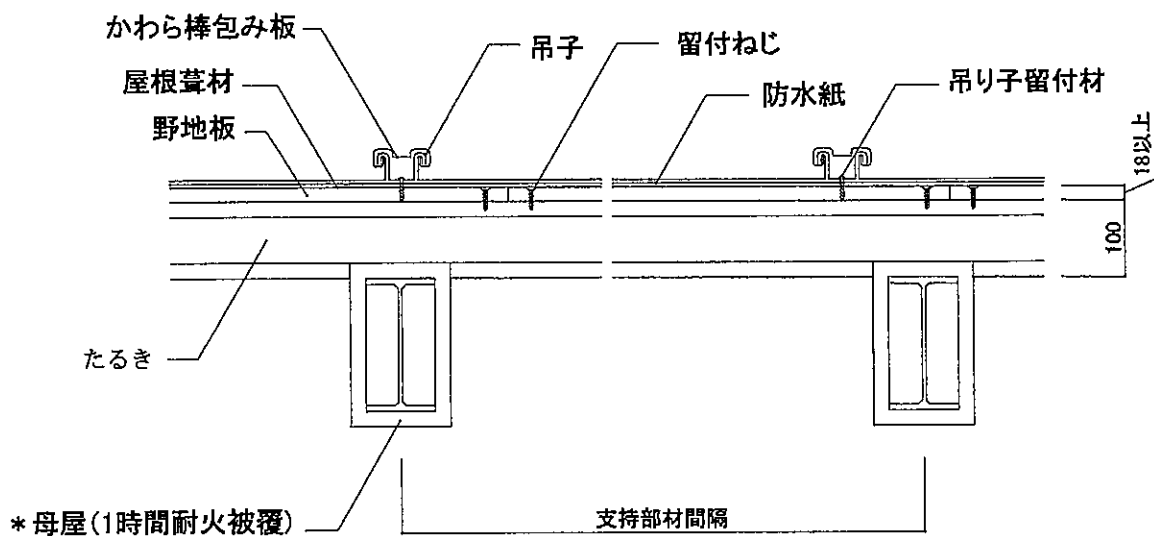 かわら棒包み板
吊子
留付ねじ
屋根葺材
防水紙
吊り子留付材
野地板
18以上
100
たるき
*母屋(1時間耐火被覆)
支持部材間隔